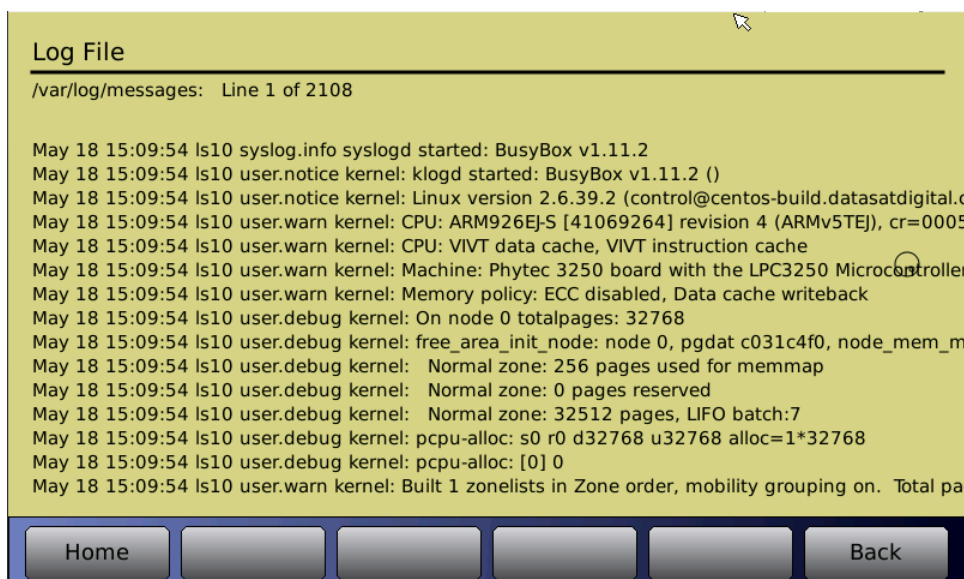 Log File
/var/log/messages:   Line 1 of 2108
May 18 15:09:54 ls10 syslog.info syslogd started: BusyBox v1.11.2
May 18 15:09:54 ls10 user.notice kernel: klogd started: BusyBox v1.11.2 ()
May 18 15:09:54 ls10 user.notice kernel: Linux version 2.6.39.2 (control@centos-build.datasatdigital.c
May 18 15:09:54 ls10 user.warn kernel: CPU: ARM926EJ-S [41069264] revision 4 (ARMv5TEJ), cr=0005
May 18 15:09:54 ls10 user.warn kernel: CPU: VIVT data cache, VIVT instruction cache
May 18 15:09:54 ls10 user.warn kernel: Machine: Phytec 3250 board with the LPC3250 Microcontroller
May 18 15:09:54 ls10 user.warn kernel: Memory policy: ECC disabled, Data cache writeback
May 18 15:09:54 ls10 user.debug kernel: On node 0 totalpages: 32768
May 18 15:09:54 ls10 user.debug kernel: free_area_init_node: node 0, pgdat c031c4f0, node_mem_m
May 18 15:09:54 ls10 user.debug kernel:   Normal zone: 256 pages used for memmap
May 18 15:09:54 ls10 user.debug kernel:   Normal zone: 0 pages reserved
May 18 15:09:54 ls10 user.debug kernel:   Normal zone: 32512 pages, LIFO batch:7
May 18 15:09:54 ls10 user.debug kernel: pcpu-alloc: s0 r0 d32768 u32768 alloc=1*32768
May 18 15:09:54 ls10 user.debug kernel: pcpu-alloc: [0] 0
May 18 15:09:54 ls10 user.warn kernel: Built 1 zonelists in Zone order, mobility grouping on.  Total pa
Home Back